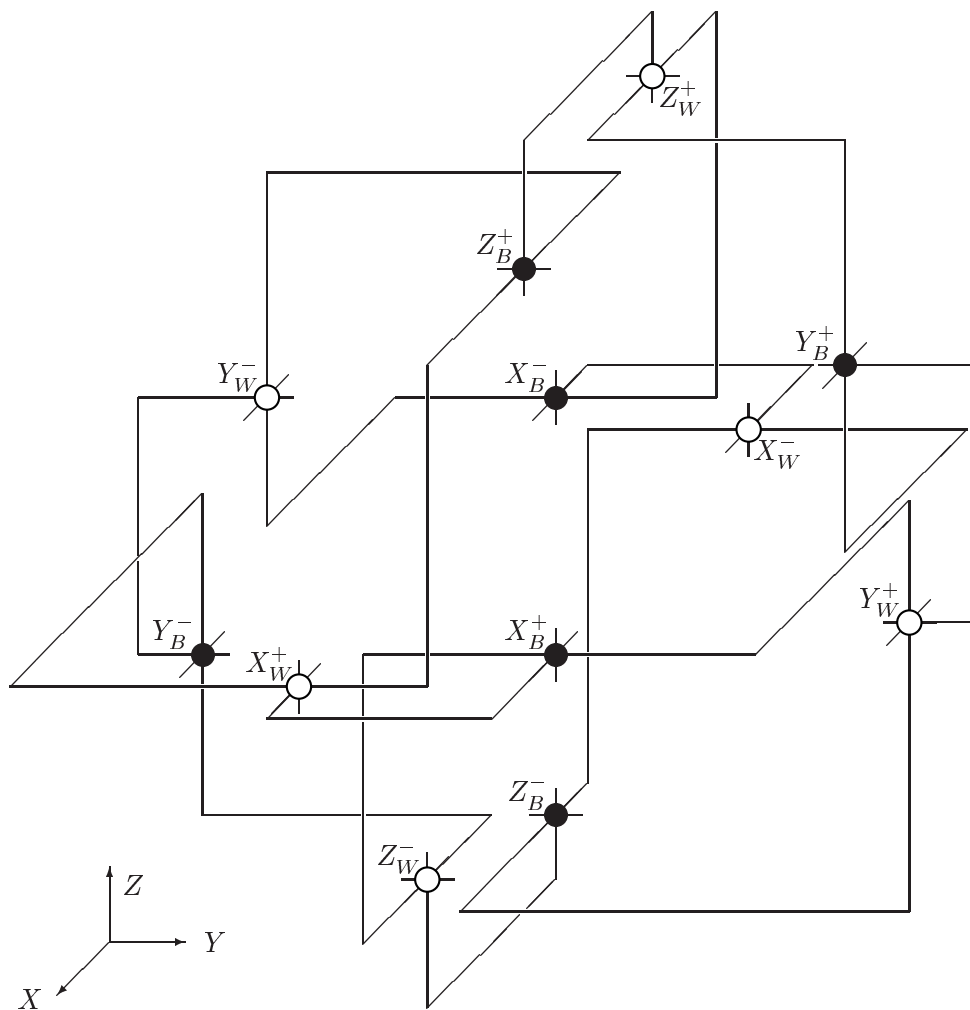 Z_W^+
Z_B^+
Y_B^+
Y_W^-
X_B^-
X_W^-
Y_W^+
Y_B^-
X_B^+
X_W^+
Z_B^-
Z_W^-
Z
Y
X